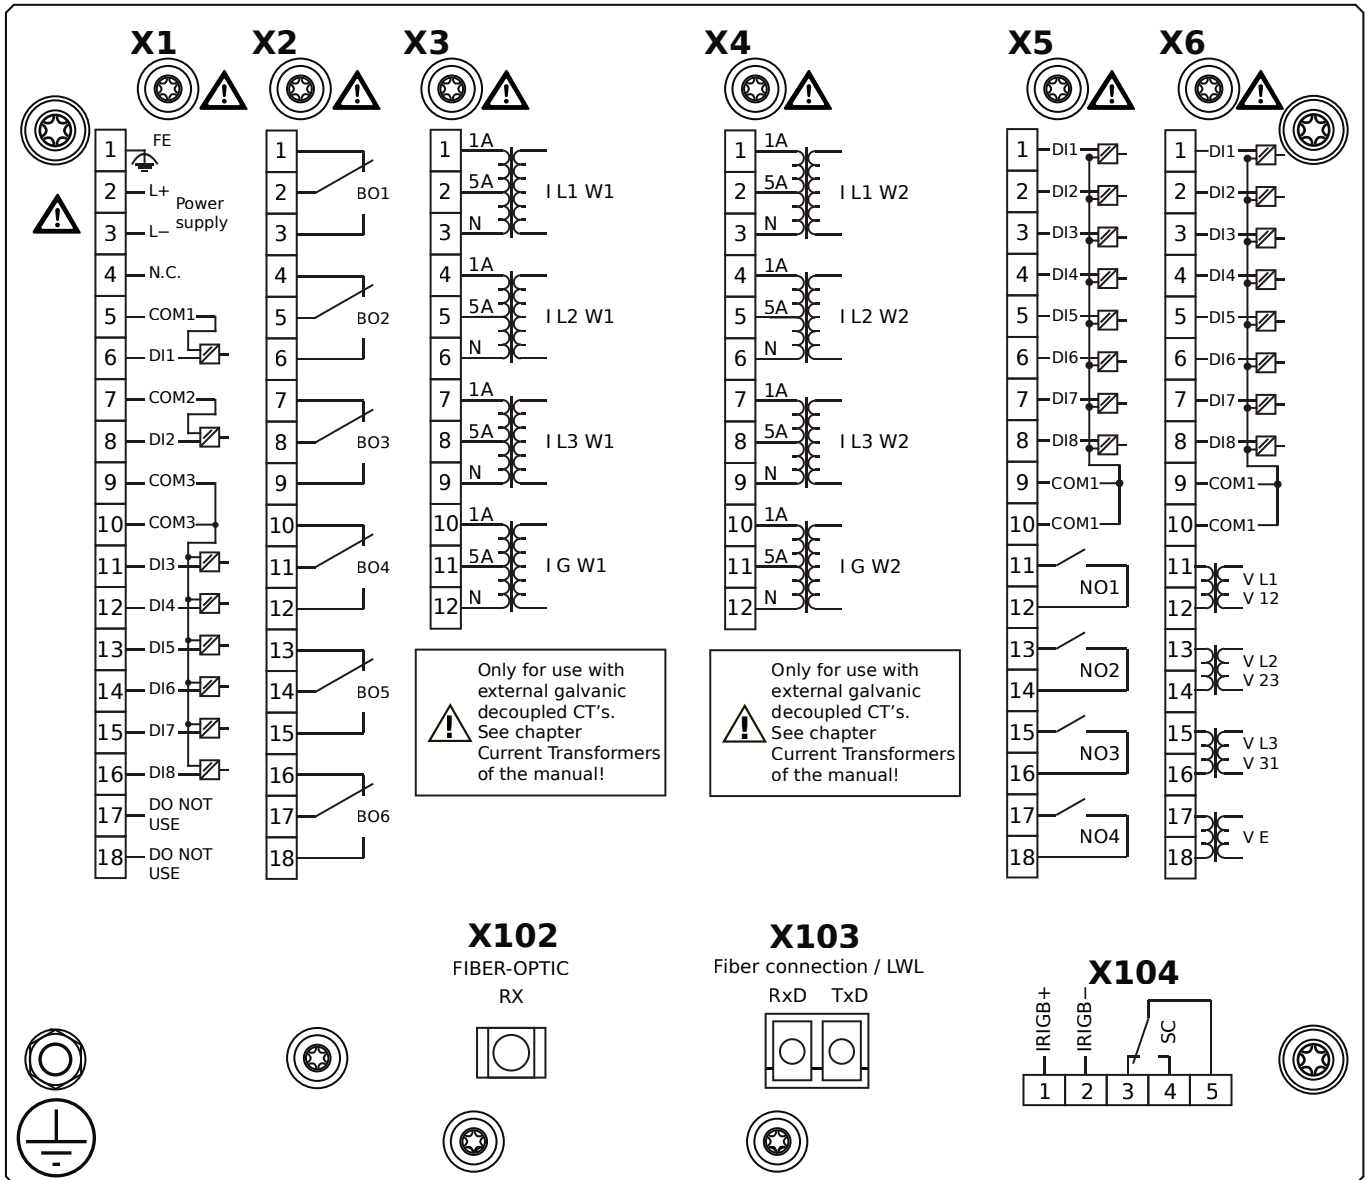 X1
X2
X3
X4
X5
X6
1
FE
2
L+
Power
supply
3
L−
4
N.C.
5
COM1
6
DI1
7
COM2
8
DI2
9
COM3
10
COM3
11
DI3
12
DI4
13
DI5
14
DI6
15
DI7
16
DI8
17
DO NOT
USE
18
DO NOT
USE
1
2
BO1
3
4
5
BO2
6
7
8
BO3
9
10
11
BO4
12
13
14
BO5
15
16
17
BO6
18
1
1A
2
5A
I L1 W1
3
N
4
1A
5
5A
I L2 W1
6
N
7
1A
8
5A
I L3 W1
9
N
10
1A
11
5A
I G W1
12
N
Only for use with
external galvanic
decoupled CT's.
See chapter
Current Transformers
of the manual!
1
1A
2
5A
I L1 W2
3
N
4
1A
5
5A
I L2 W2
6
N
7
1A
8
5A
I L3 W2
9
N
10
1A
11
5A
I G W2
12
N
Only for use with
external galvanic
decoupled CT's.
See chapter
Current Transformers
of the manual!
1
DI1
2
DI2
3
DI3
4
DI4
5
DI5
6
DI6
7
DI7
8
DI8
9
COM1
10
COM1
11
NO1
12
13
NO2
14
15
NO3
16
17
NO4
18
1
DI1
2
DI2
3
DI3
4
DI4
5
DI5
6
DI6
7
DI7
8
DI8
9
COM1
10
COM1
11
V L1
V 12
12
13
V L2
V 23
14
15
V L3
V 31
16
17
V E
18
X102
FIBER-OPTIC
RX
X103
Fiber connection / LWL
RxD TxD
X104
IRIGB+
IRIGB−
SC
1 2 3 4 5